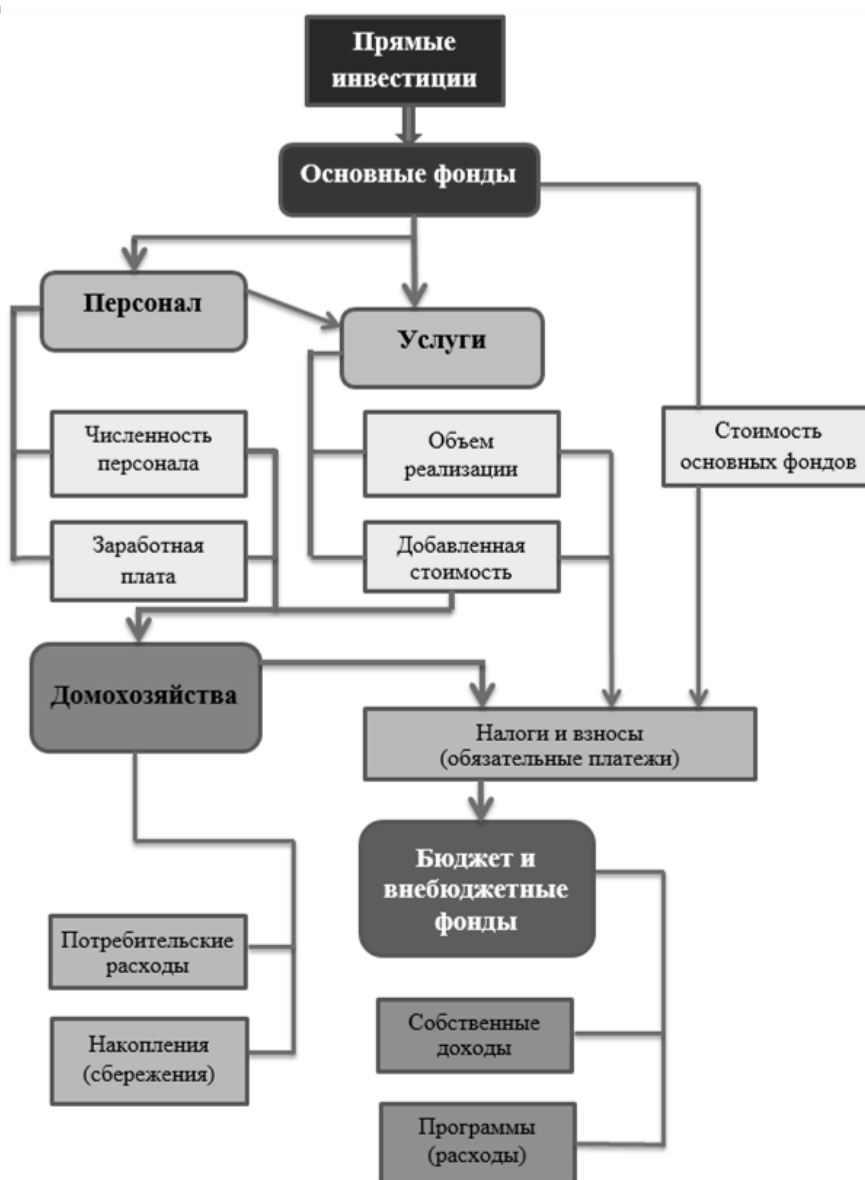 Прямые
инвестиции
Основные фонды
Персонал
Услуги
Численность
персонала
Объем
реализации
Стоимость
основных фондов
Заработная
плата
Добавленная
стоимость
Домохозяйства
Налоги и взносы
(обязательные платежи)
Бюджет и
внебюджетные
фонды
Потребительские
расходы
Собственные
доходы
Накопления
(сбережения)
Программы
(расходы)